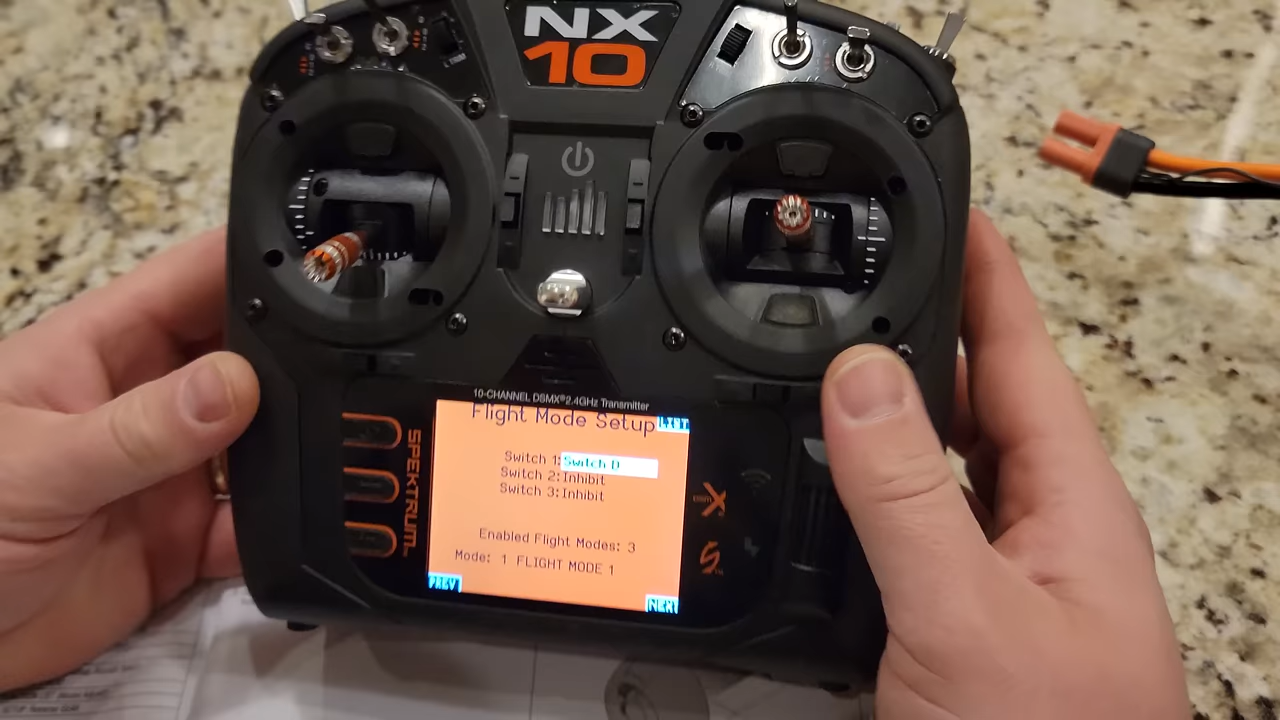 NX
10
10-CHANNEL DSMX® 2.4GHz Transmitter
Flight Mode Setup
LIST
Switch 1: Switch D
Switch 2: Inhibit
Switch 3: Inhibit
Enabled Flight Modes: 3
Mode: 1 FLIGHT MODE 1
PREV
NEXT
SPEKTRUM